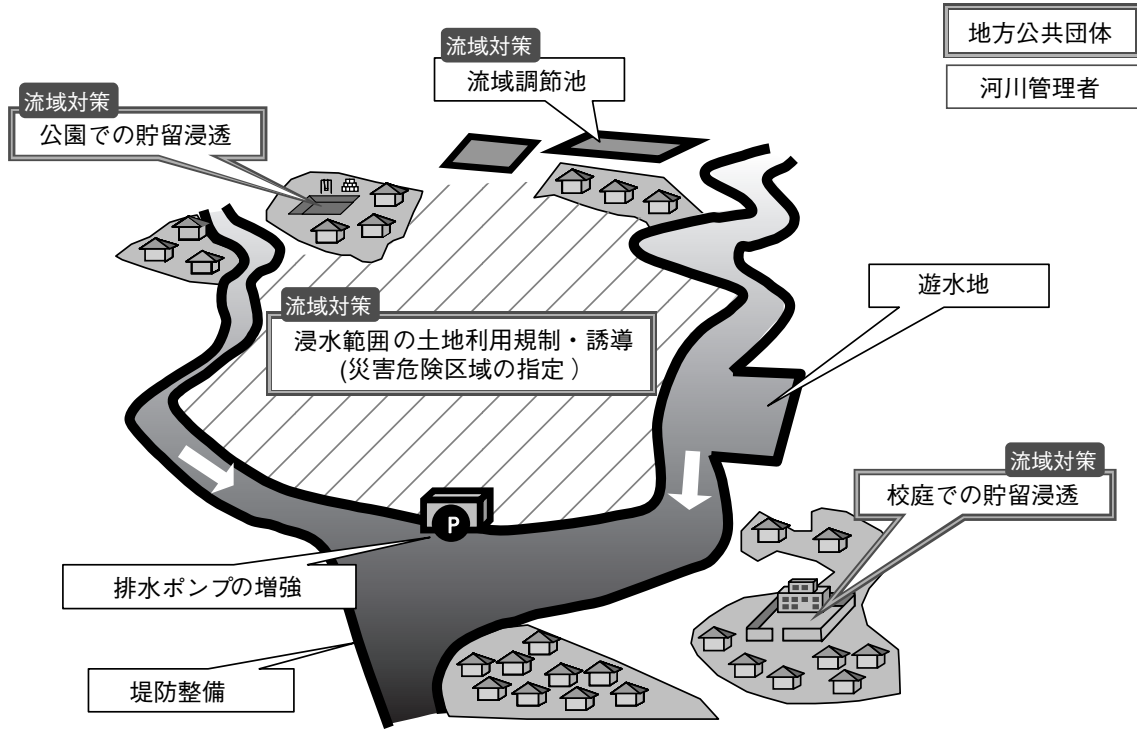 地方公共団体
河川管理者
流域対策
流域調節池
流域対策
公園での貯留浸透
流域対策
浸水範囲の土地利用規制・誘導
(災害危険区域の指定)
遊水地
流域対策
校庭での貯留浸透
P
排水ポンプの増強
堤防整備